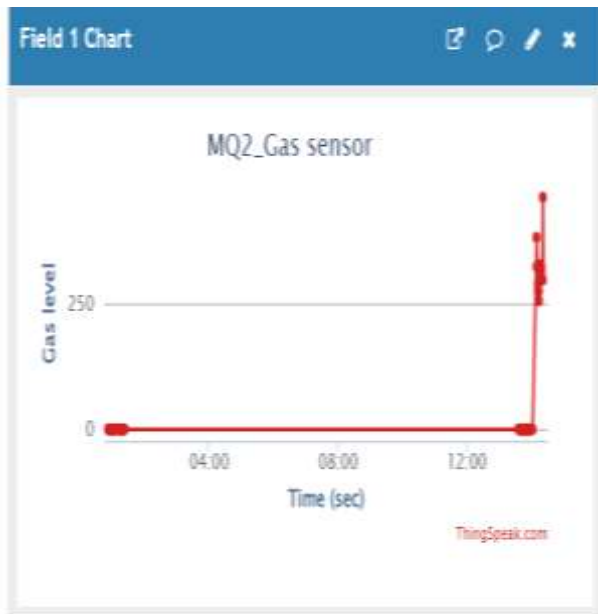 Field 1 Chart
MQ2_Gas sensor
Gas level
250
0
04:00 08:00 12:00
Time (sec)
ThingSpeak.com